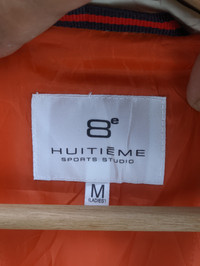 8e
HUITIÈME
SPORTS STUDIO
M
(LADIES')